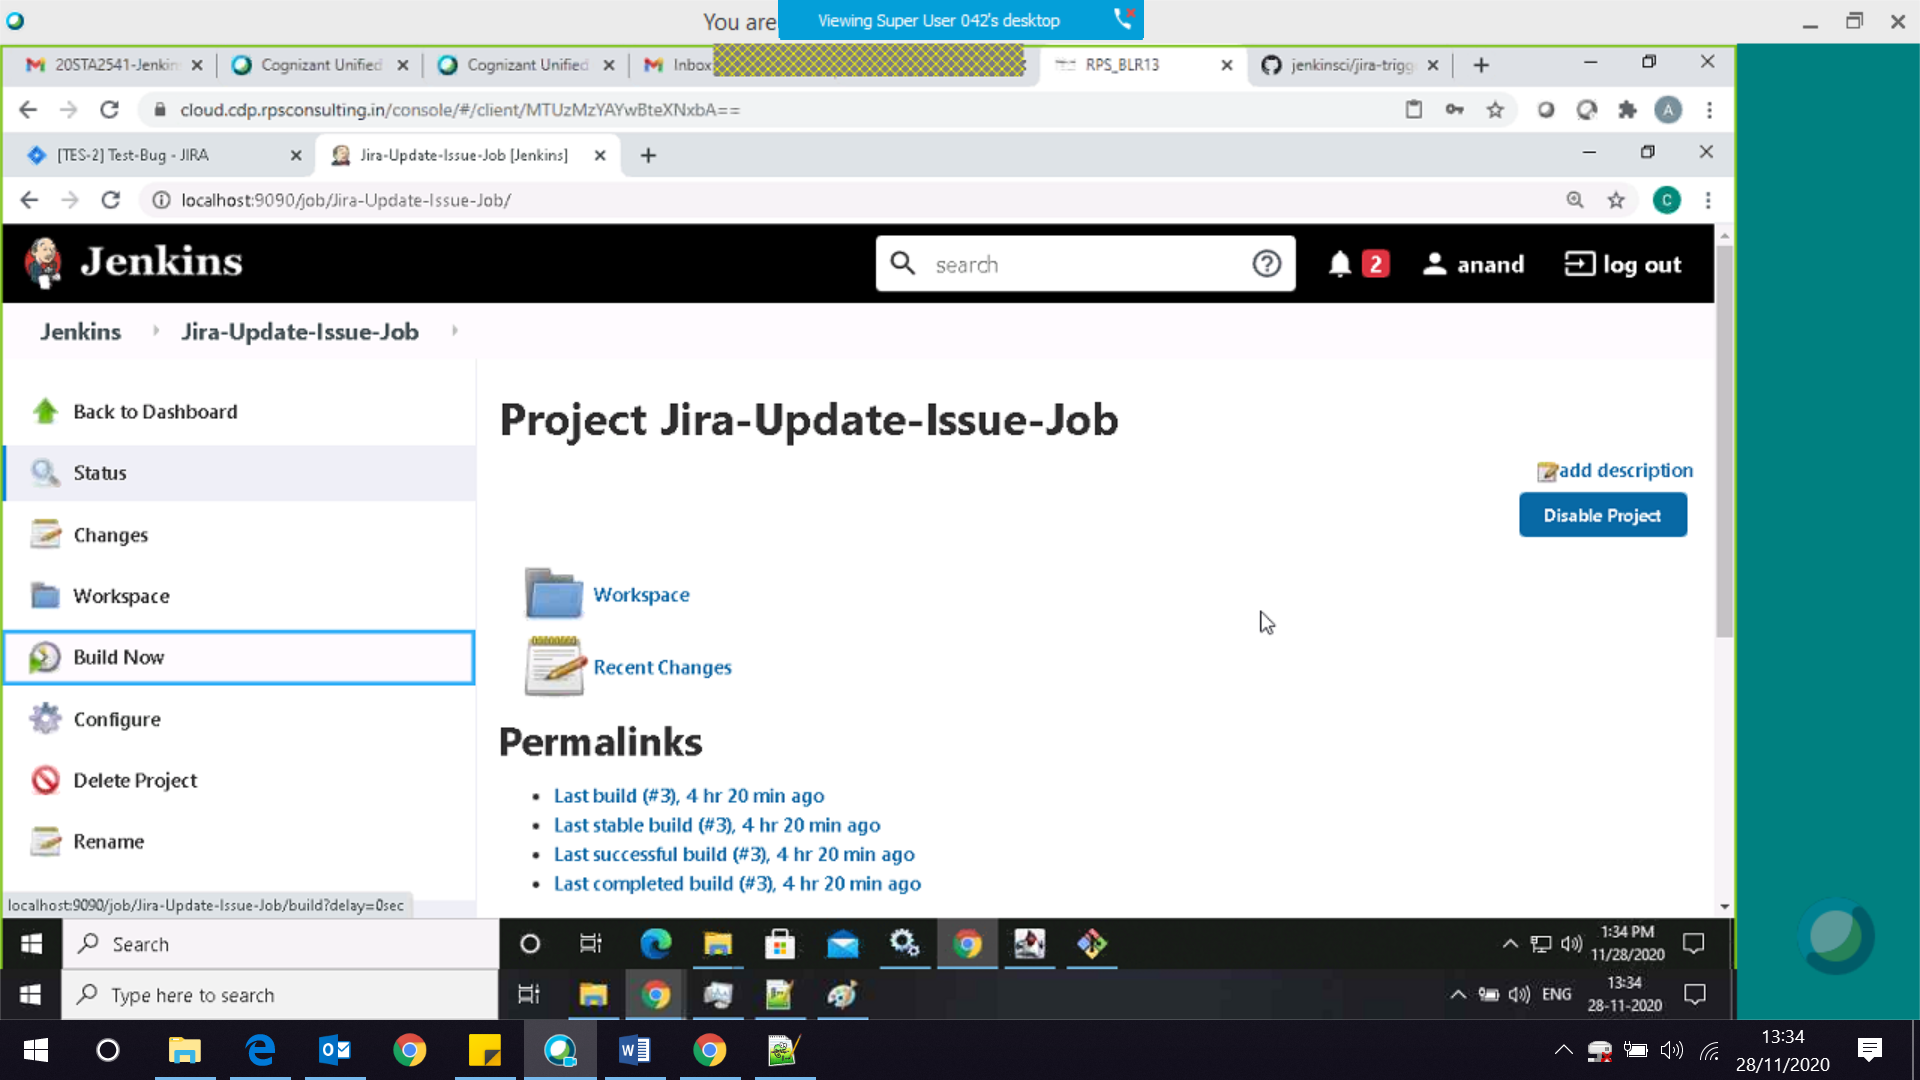 You are
Viewing Super User 042's desktop
20STA2541-Jenkin
Cognizant Unified
Cognizant Unified
Inbox
RPS_BLR13
jenkinsci/jira-trigg
cloud.cdp.rpsconsulting.in/console/#/client/MTUzMzYAYwBteXNxbA==
A
[TES-2] Test-Bug - JIRA
Jira-Update-Issue-Job [Jenkins]
localhost:9090/job/Jira-Update-Issue-Job/
C
Jenkins
search
2
anand
log out
Jenkins
Jira-Update-Issue-Job
Back to Dashboard
Status
Changes
Workspace
Build Now
Configure
Delete Project
Rename
Project Jira-Update-Issue-Job
add description
Disable Project
Workspace
Recent Changes
Permalinks
Last build (#3), 4 hr 20 min ago
Last stable build (#3), 4 hr 20 min ago
Last successful build (#3), 4 hr 20 min ago
Last completed build (#3), 4 hr 20 min ago
localhost:9090/job/Jira-Update-Issue-Job/build?delay=0sec
Search
1:34 PM
11/28/2020
Type here to search
ENG
13:34
28-11-2020
13:34
28/11/2020